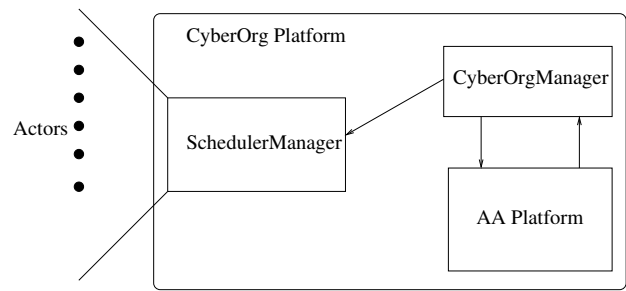 CyberOrg Platform
CyberOrgManager
Actors
SchedulerManager
AA Platform